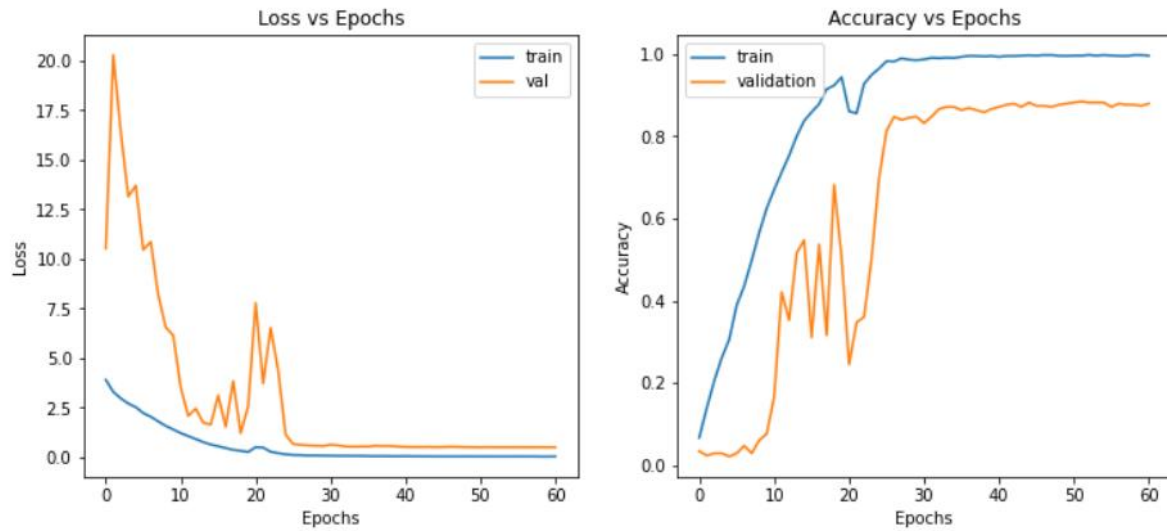 Loss vs Epochs
train
val
20.0
17.5
15.0
12.5
10.0
7.5
5.0
2.5
0.0
Loss
0 10 20 30 40 50 60
Epochs
Accuracy vs Epochs
train
validation
1.0
0.8
0.6
0.4
0.2
0.0
Accuracy
0 10 20 30 40 50 60
Epochs